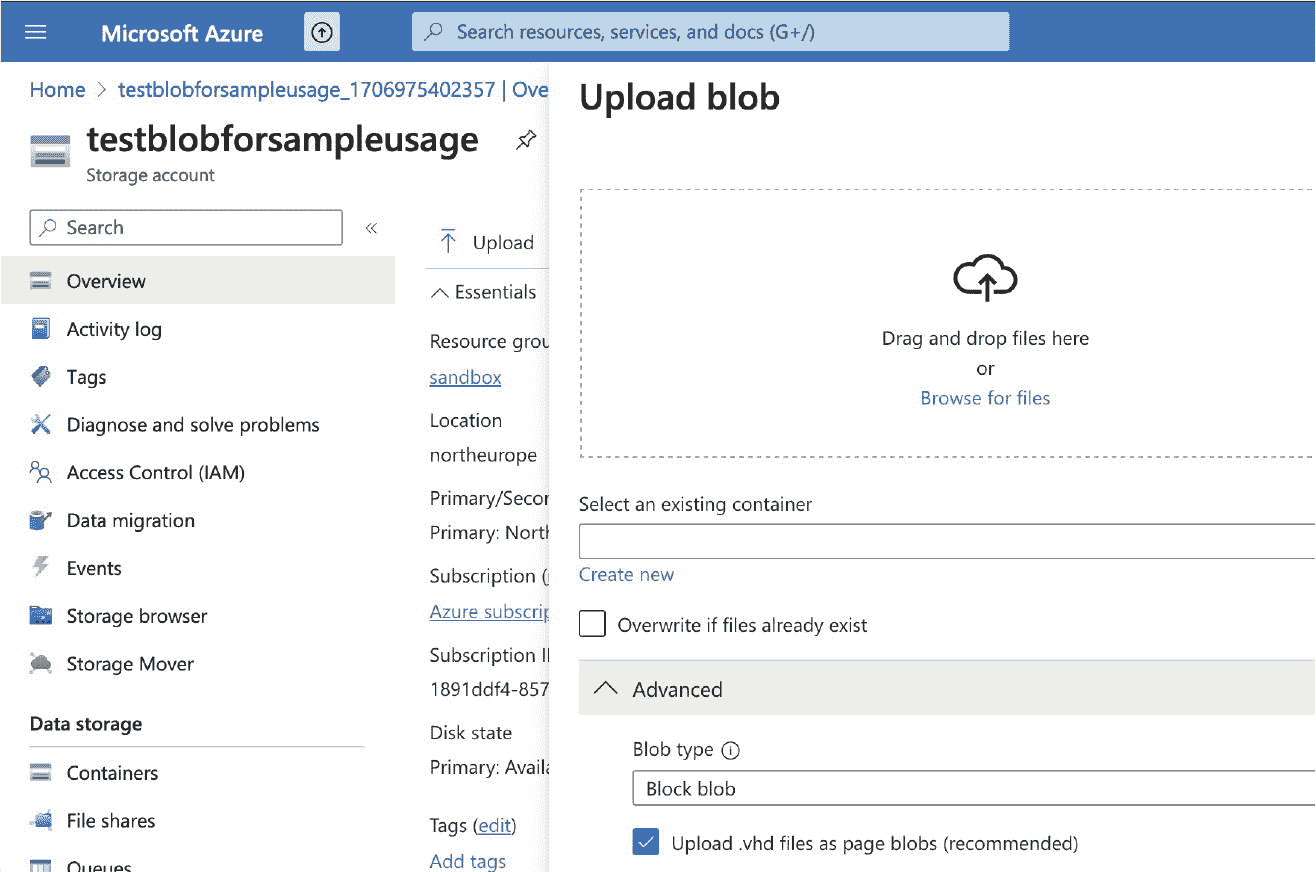 Microsoft Azure
Search resources, services, and docs (G+/)
Home > testblobforsampleusage_1706975402357 | Ove
testblobforsampleusage
Storage account
Search
«
Overview
Activity log
Tags
Diagnose and solve problems
Access Control (IAM)
Data migration
Events
Storage browser
Storage Mover
Data storage
Containers
File shares
Queues
Upload
Essentials
Resource grou
sandbox
Location
northeurope
Primary/Secon
Primary: North
Subscription (
Azure subscrip
Subscription I
1891ddf4-857
Disk state
Primary: Availa
Tags (edit)
Add tags
Upload blob
Drag and drop files here
or
Browse for files
Select an existing container
Create new
Overwrite if files already exist
Advanced
Blob type
Block blob
Upload .vhd files as page blobs (recommended)